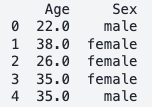 Age Sex
0 22.0 male
1 38.0 female
2 26.0 female
3 35.0 female
4 35.0 male